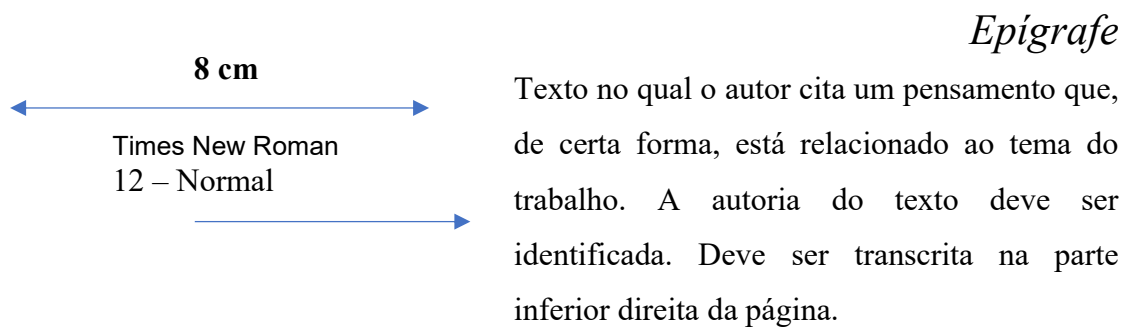 Epígrafe
8 cm
Times New Roman
12 – Normal
Texto no qual o autor cita um pensamento que,
de certa forma, está relacionado ao tema do
trabalho. A autoria do texto deve ser
identificada. Deve ser transcrita na parte
inferior direita da página.